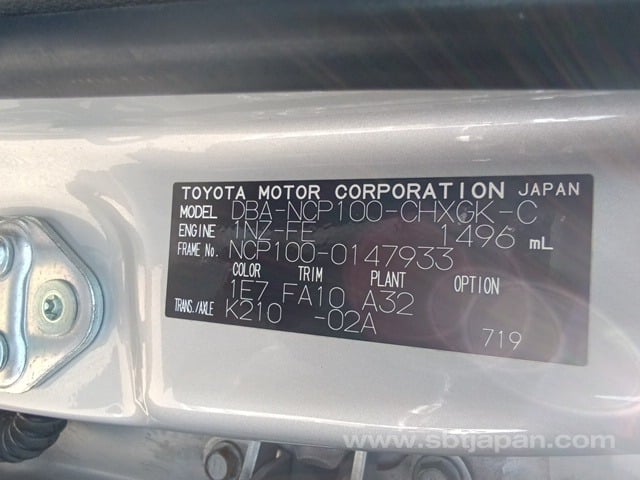 TOYOTA MOTOR CORPORATION JAPAN
MODEL DBA-NCP100-CHXGK-C
ENGINE 1NZ-FE 1496 mL
FRAME No. NCP100-0147933
COLOR TRIM PLANT OPTION
1E7 FA10 A32
TRANS./AXLE K210 -02A
719
www.sbtjapan.com